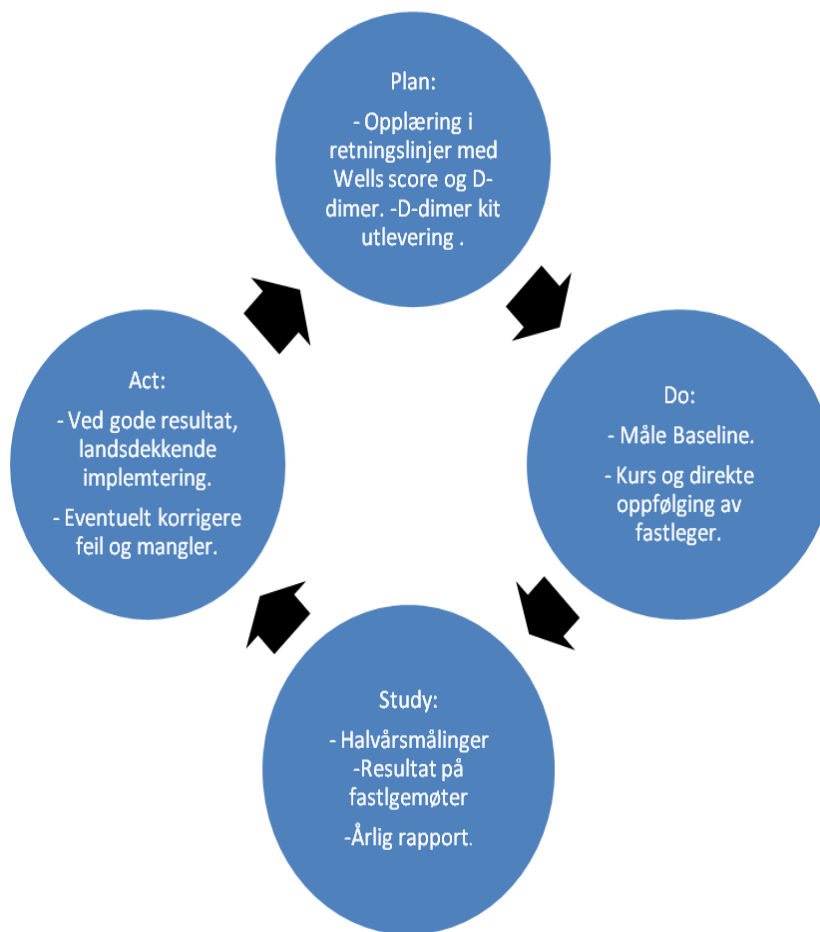 Plan:
- Opplæring i
retningslinjer med
Wells score og D-
dimer. -D-dimer kit
utlevering .
Do:
- Måle Baseline.
- Kurs og direkte
oppfølging av
fastleger.
Study:
- Halvårsmålinger
-Resultat på
fastlgemøter
-Årlig rapport.
Act:
- Ved gode resultat,
landsdekkende
implemtering.
- Eventuelt korrigere
feil og mangler.